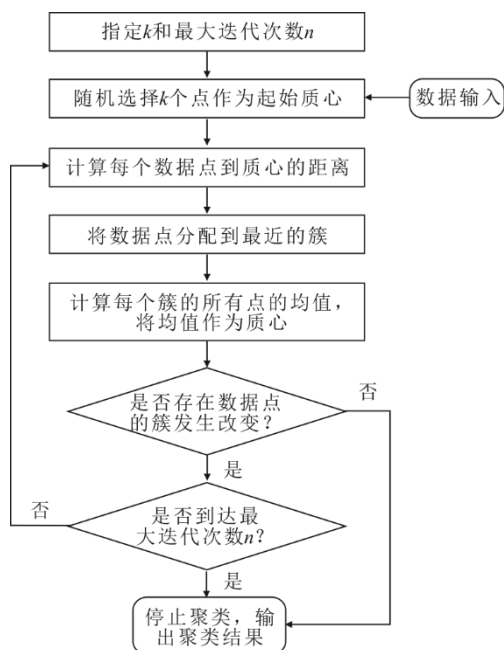 指定k和最大迭代次数n
随机选择k个点作为起始质心
数据输入
计算每个数据点到质心的距离
将数据点分配到最近的簇
计算每个簇的所有点的均值，
将均值作为质心
是否存在数据点
的簇发生改变？
否
是
否
是否到达最
大迭代次数n？
是
停止聚类，输
出聚类结果